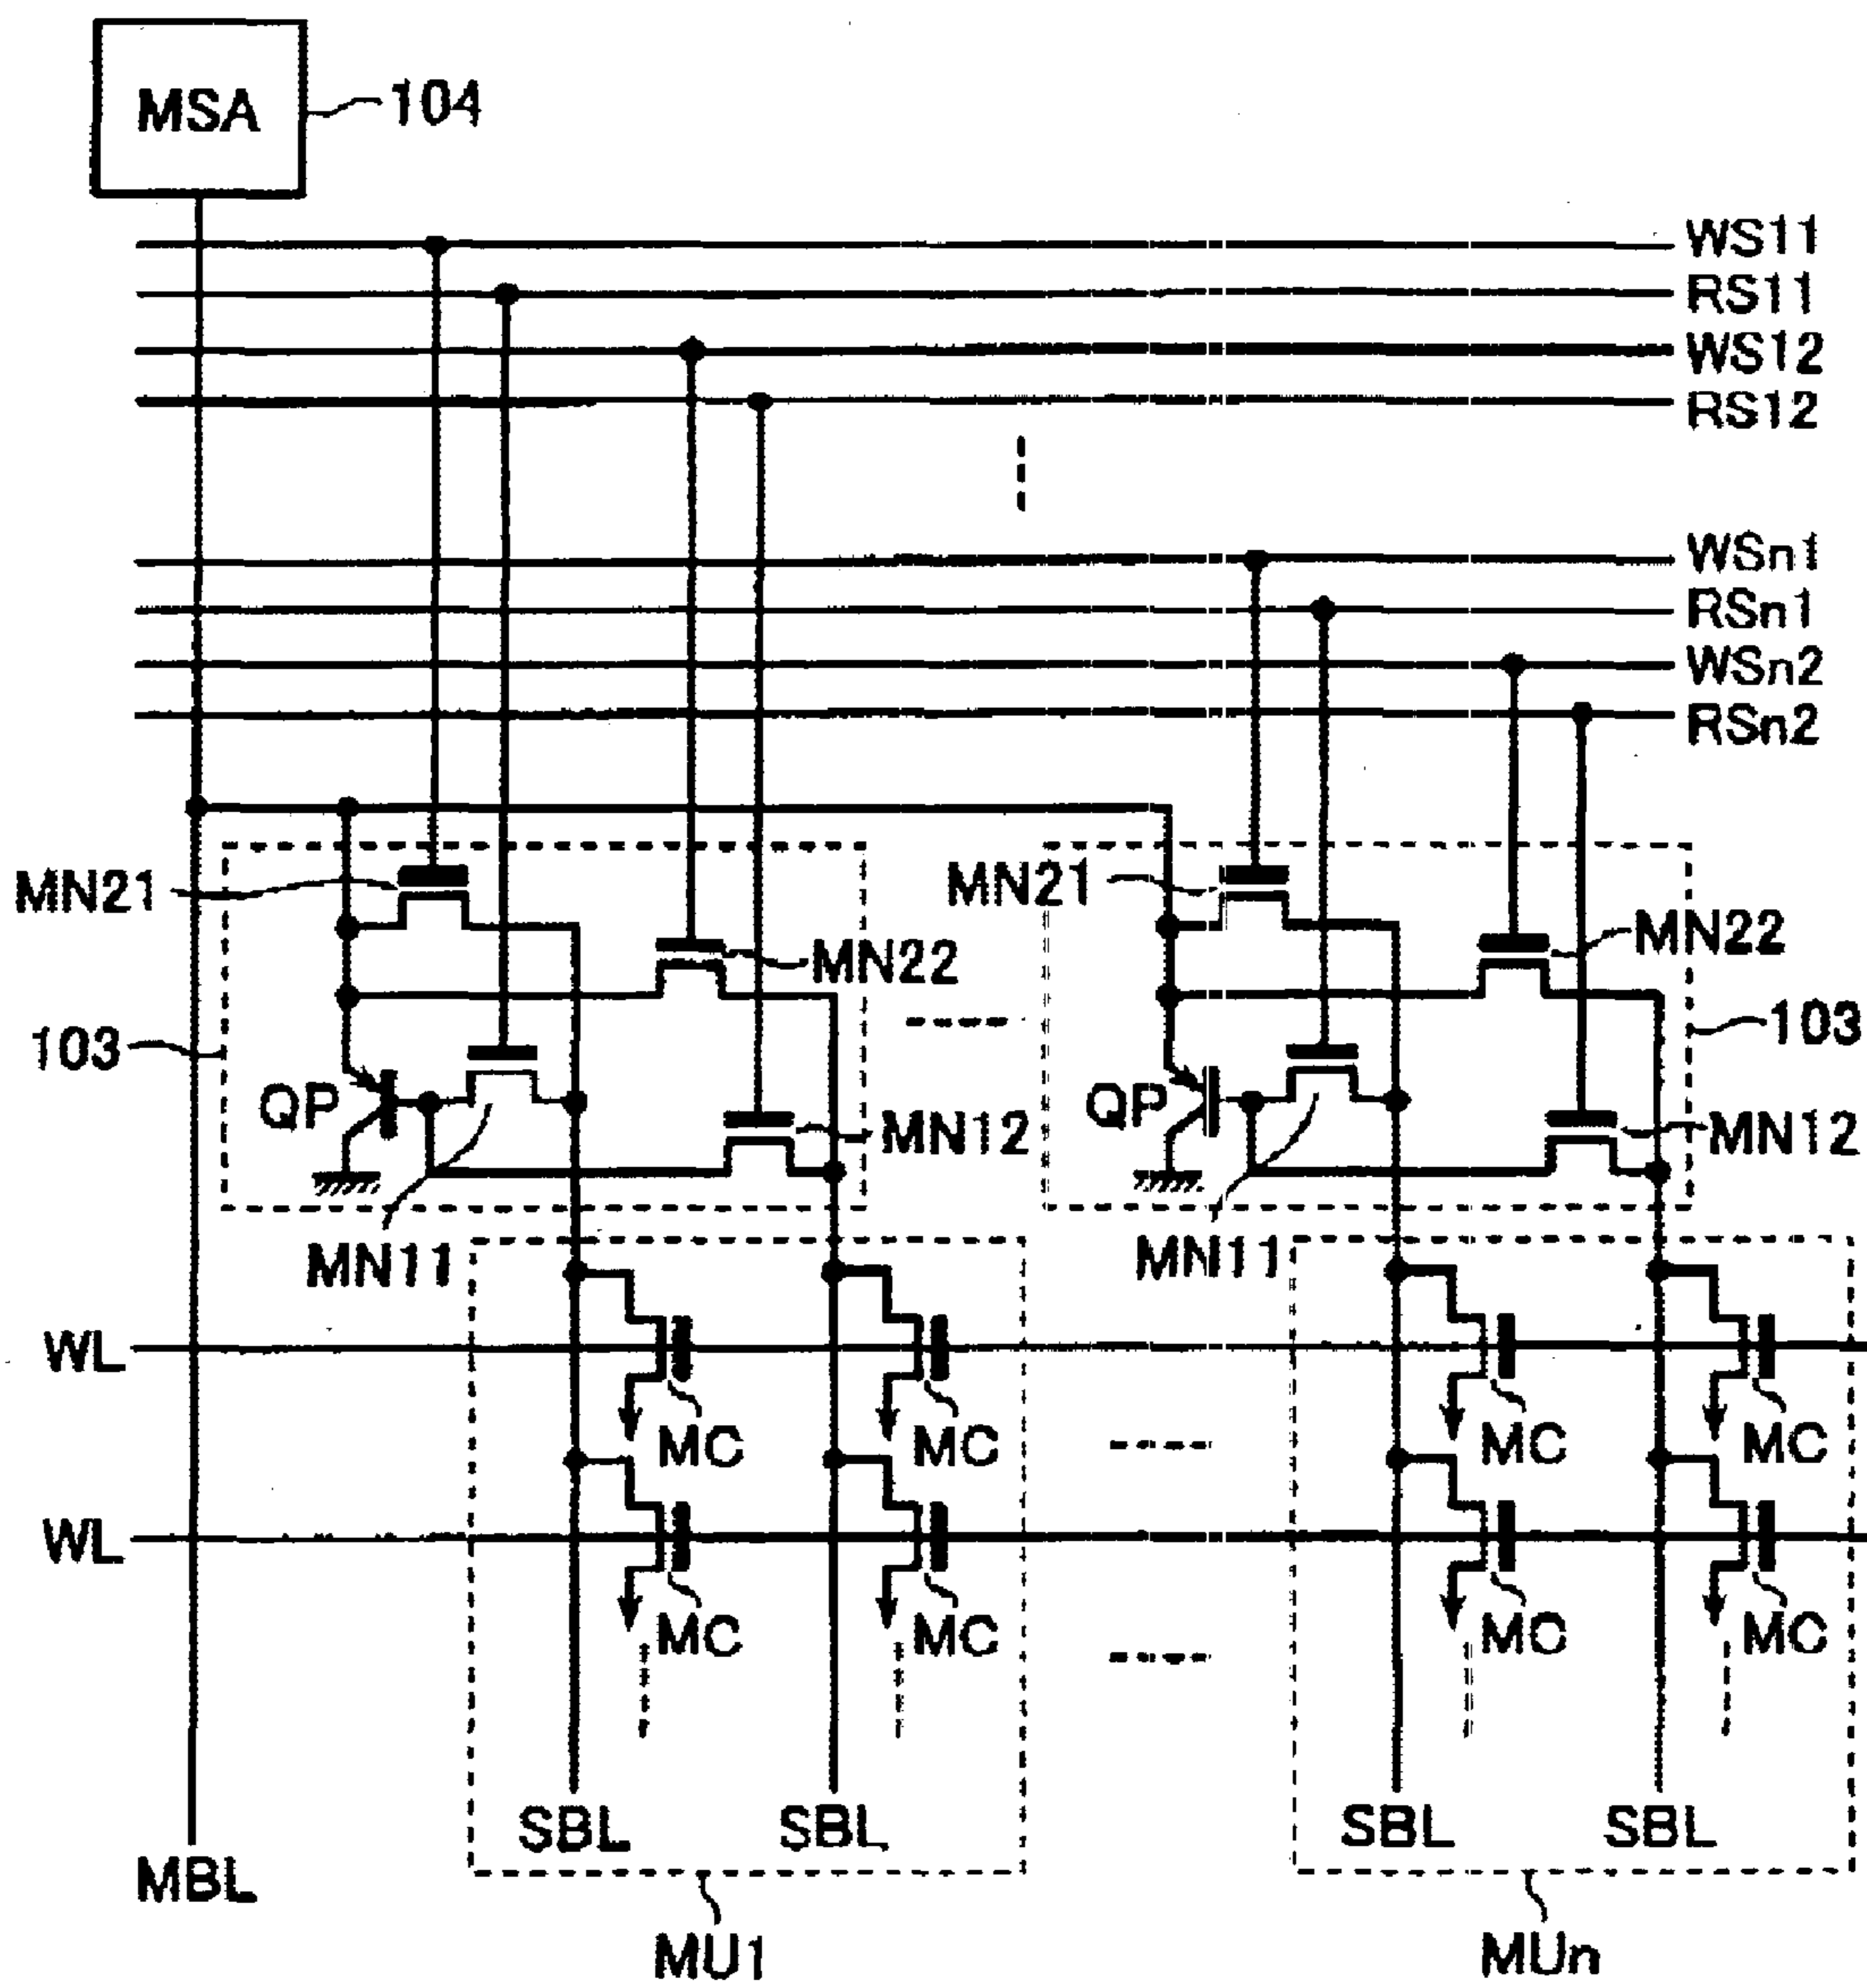 MSA
104
WS11
RS11
WS12
RS12
WSn1
RSn1
WSn2
RSn2
MN21
MN21
MN22
MN22
103
103
QP
QP
MN12
MN12
MN11
MN11
WL
MC
MC
MC
MC
WL
MC
MC
MC
MC
SBL
SBL
SBL
SBL
MBL
MU1
MUn